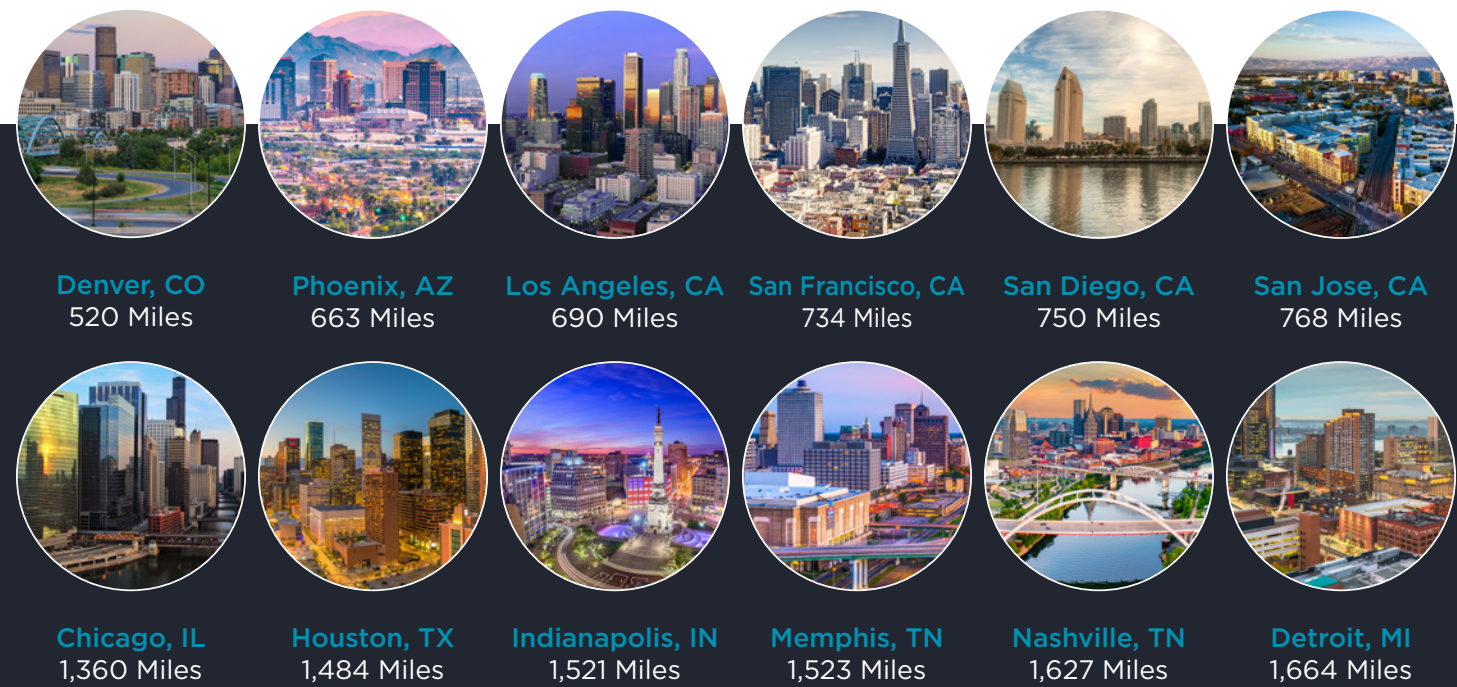 Denver, CO
520 Miles
Phoenix, AZ
663 Miles
Los Angeles, CA
690 Miles
San Francisco, CA
734 Miles
San Diego, CA
750 Miles
San Jose, CA
768 Miles
Chicago, IL
1,360 Miles
Houston, TX
1,484 Miles
Indianapolis, IN
1,521 Miles
Memphis, TN
1,523 Miles
Nashville, TN
1,627 Miles
Detroit, MI
1,664 Miles